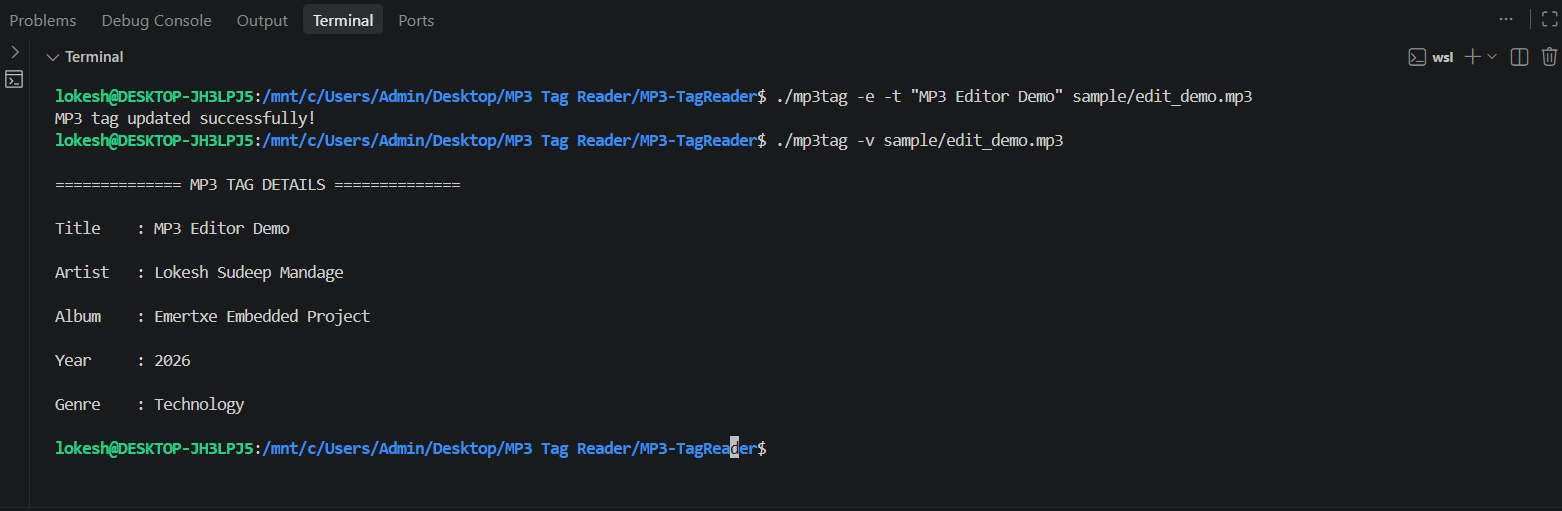 Problems Debug Console Output Terminal Ports
Terminal wsl
lokesh@DESKTOP-JH3LPJ5:/mnt/c/Users/Admin/Desktop/MP3 Tag Reader/MP3-TagReader$ ./mp3tag -e -t "MP3 Editor Demo" sample/edit_demo.mp3
MP3 tag updated successfully!
lokesh@DESKTOP-JH3LPJ5:/mnt/c/Users/Admin/Desktop/MP3 Tag Reader/MP3-TagReader$ ./mp3tag -v sample/edit_demo.mp3
============== MP3 TAG DETAILS ==============
Title    : MP3 Editor Demo
Artist   : Lokesh Sudeep Mandage
Album    : Emertxe Embedded Project
Year     : 2026
Genre    : Technology
lokesh@DESKTOP-JH3LPJ5:/mnt/c/Users/Admin/Desktop/MP3 Tag Reader/MP3-TagReader$